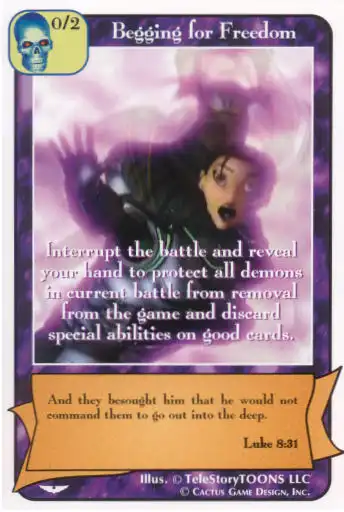 0/2
Begging for Freedom
Interrupt the battle and reveal
your hand to protect all demons
in current battle from removal
from the game and discard
special abilities on good cards.
And they besought him that he would not
command them to go out into the deep.
Luke 8:31
Illus. © TeleStoryTOONS LLC
© Cactus Game Design, Inc.